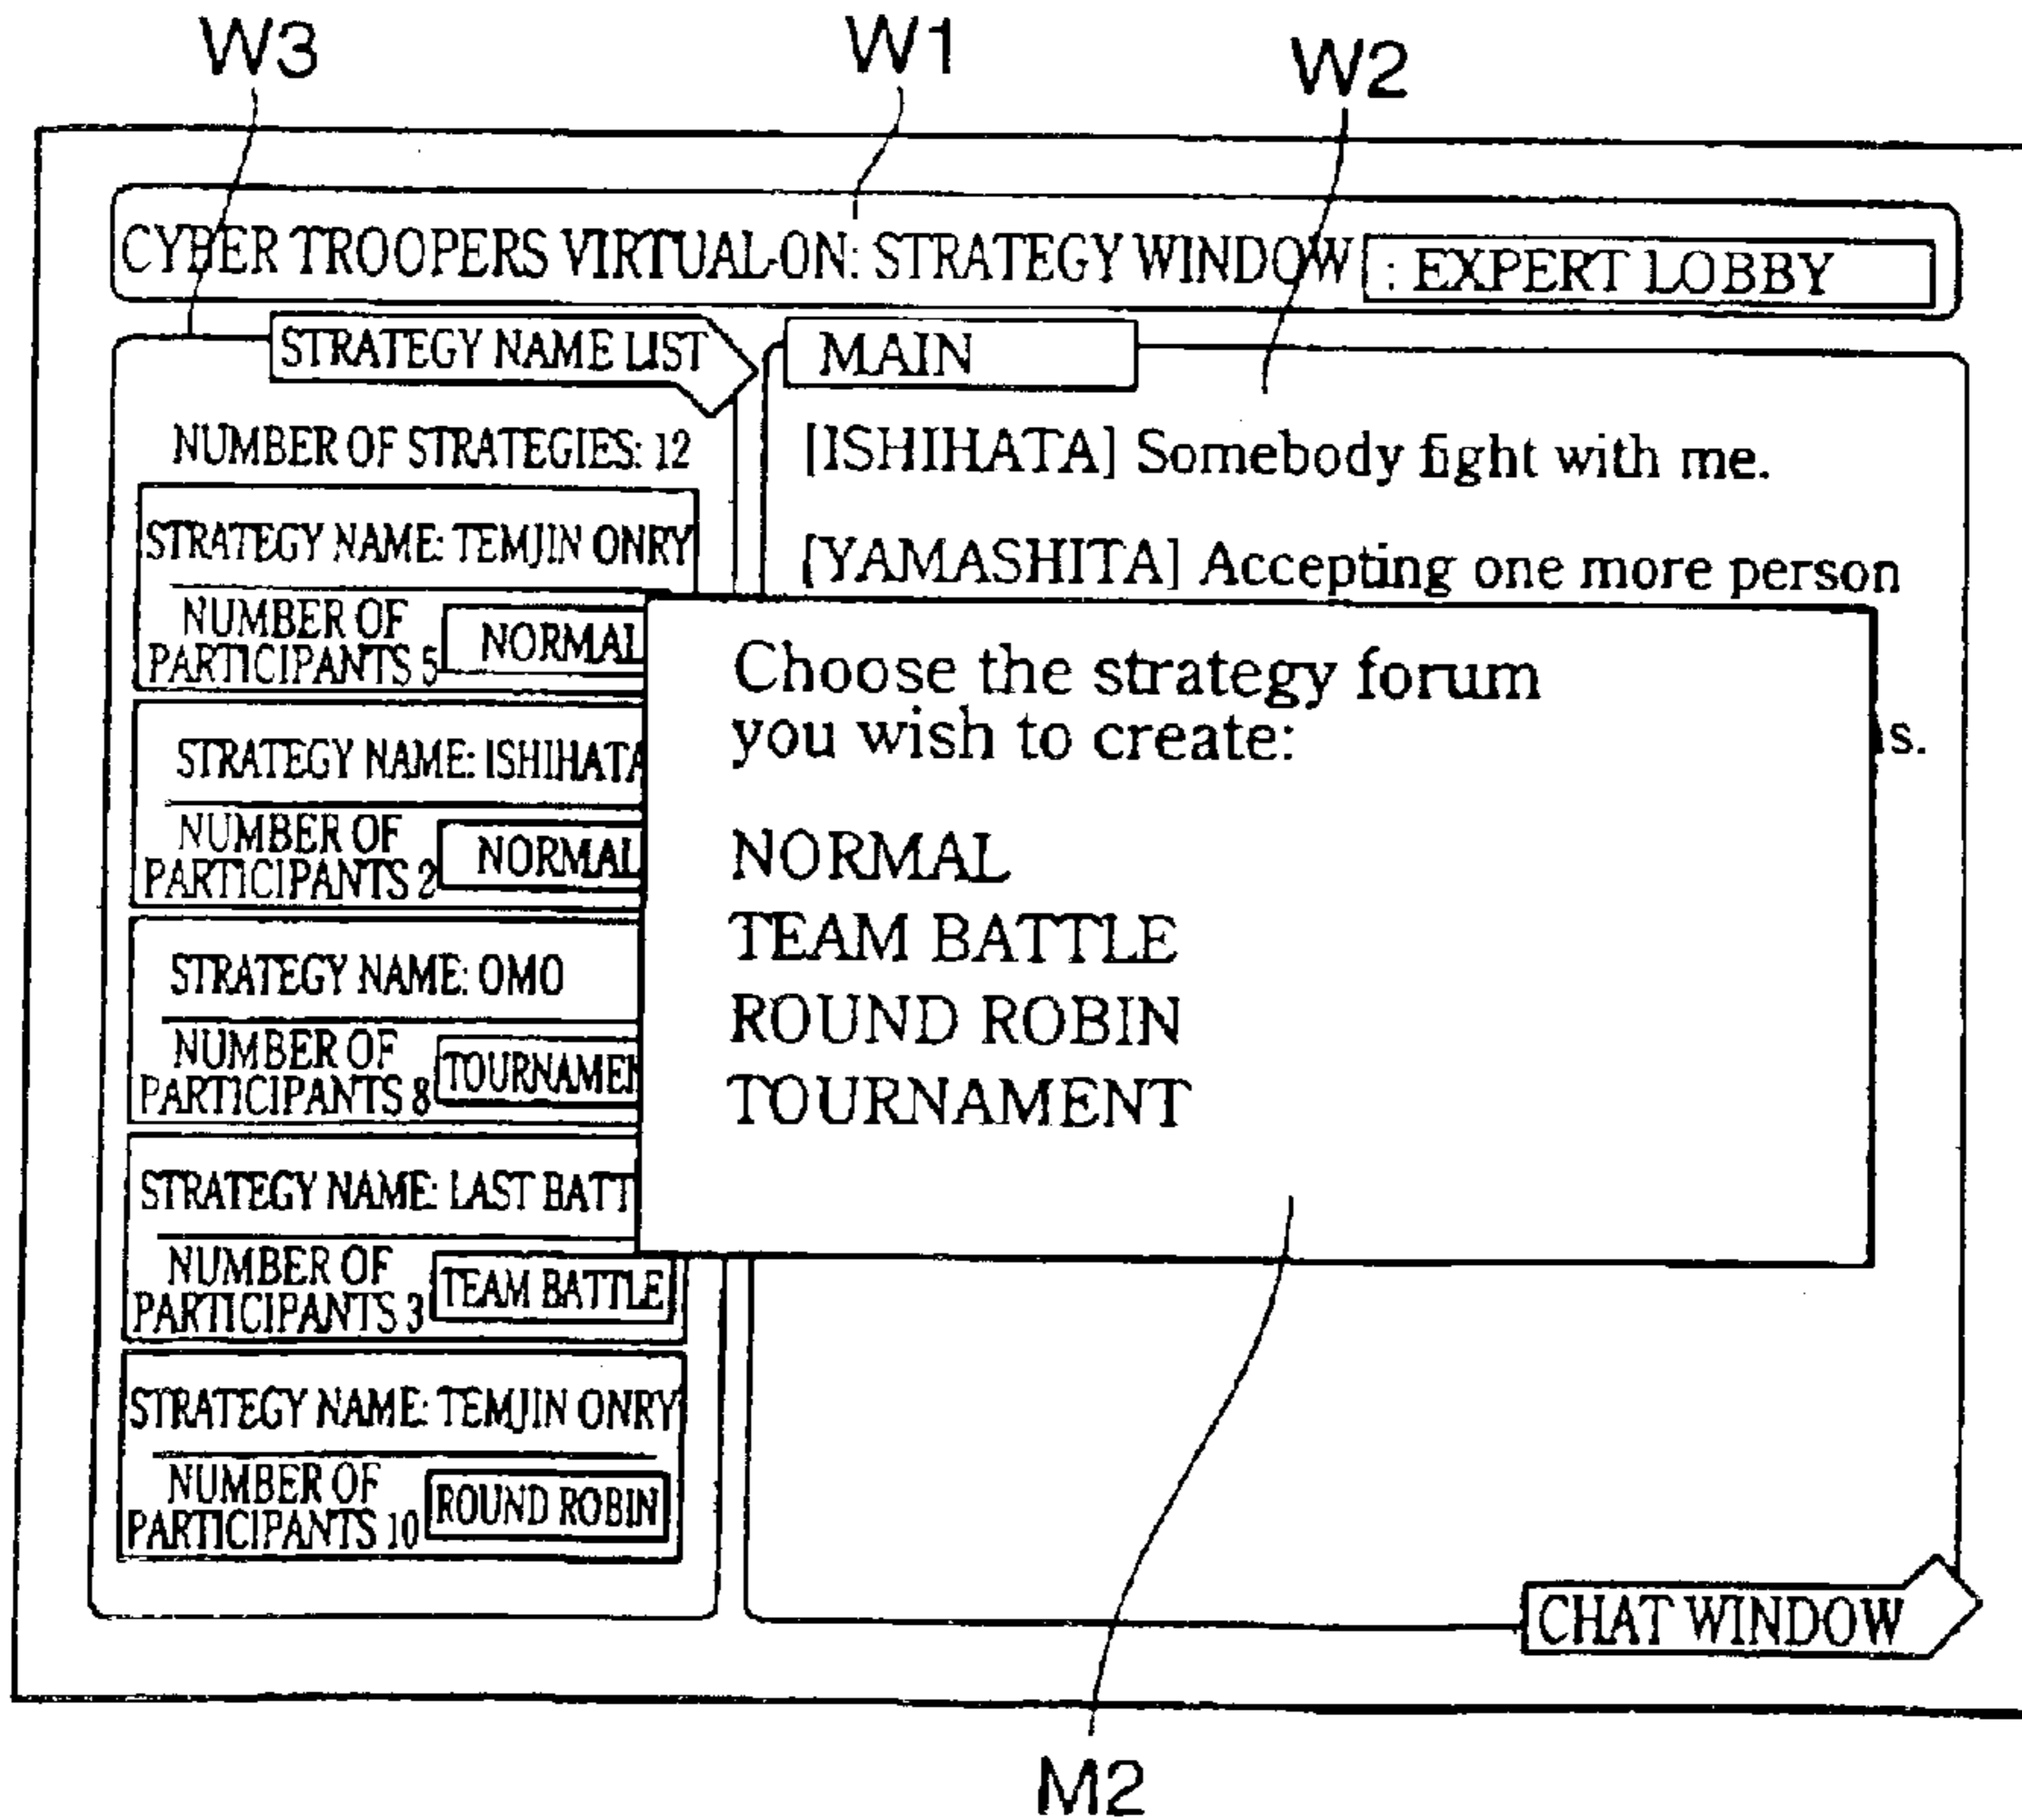 W3
W1
W2
CYBER TROOPERS VIRTUAL-ON: STRATEGY WINDOW : EXPERT LOBBY
STRATEGY NAME LIST
NUMBER OF STRATEGIES: 12
STRATEGY NAME: TEMJIN ONRY
NUMBER OF
PARTICIPANTS 5
NORMAL
STRATEGY NAME: ISHIHATA
NUMBER OF
PARTICIPANTS 2
NORMAL
STRATEGY NAME: OMO
NUMBER OF
PARTICIPANTS 8
TOURNAMEN
STRATEGY NAME: LAST BATT
NUMBER OF
PARTICIPANTS 3
TEAM BATTLE
STRATEGY NAME: TEMJIN ONRY
NUMBER OF
PARTICIPANTS 10
ROUND ROBIN
MAIN
[ISHIHATA] Somebody fight with me.
[YAMASHITA] Accepting one more person
s.
Choose the strategy forum
you wish to create:
NORMAL
TEAM BATTLE
ROUND ROBIN
TOURNAMENT
CHAT WINDOW
M2